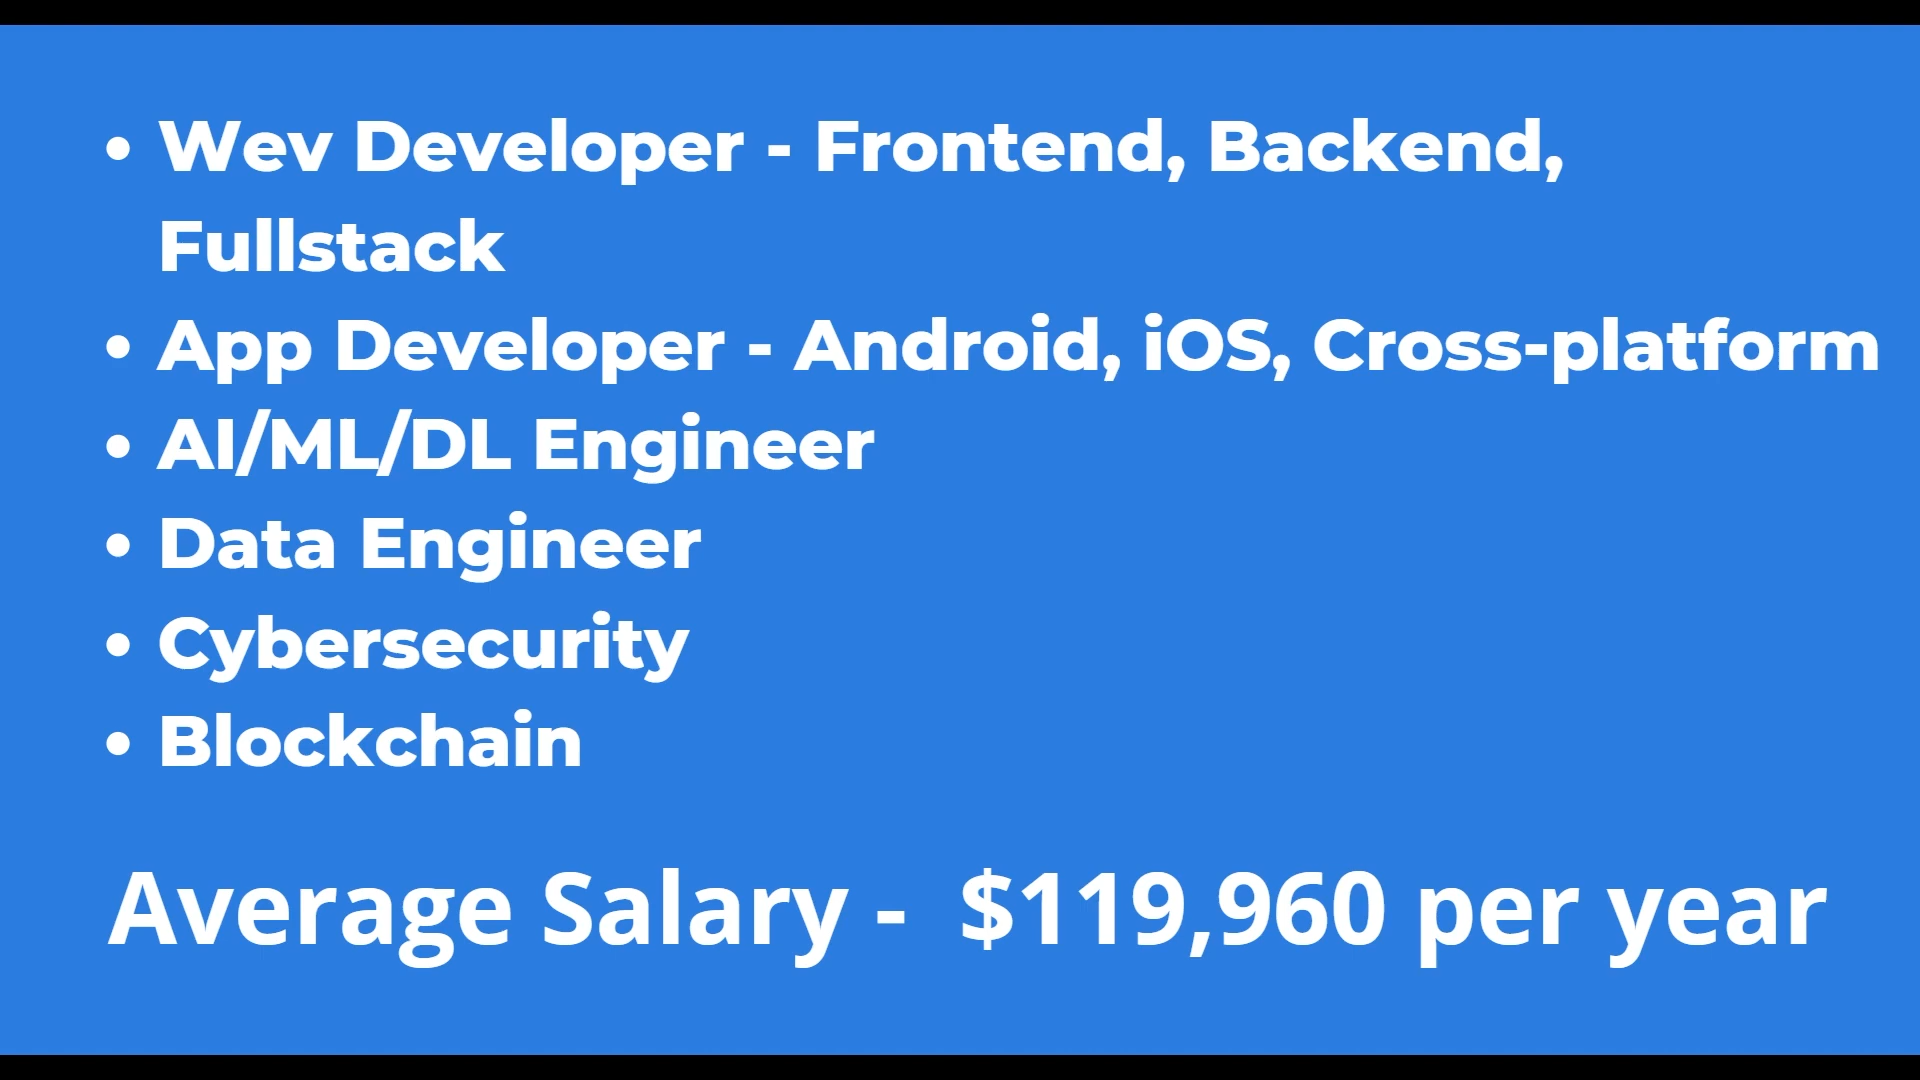 • Wev Developer - Frontend, Backend,
Fullstack
• App Developer - Android, iOS, Cross-platform
• AI/ML/DL Engineer
• Data Engineer
• Cybersecurity
• Blockchain
Average Salary - $119,960 per year